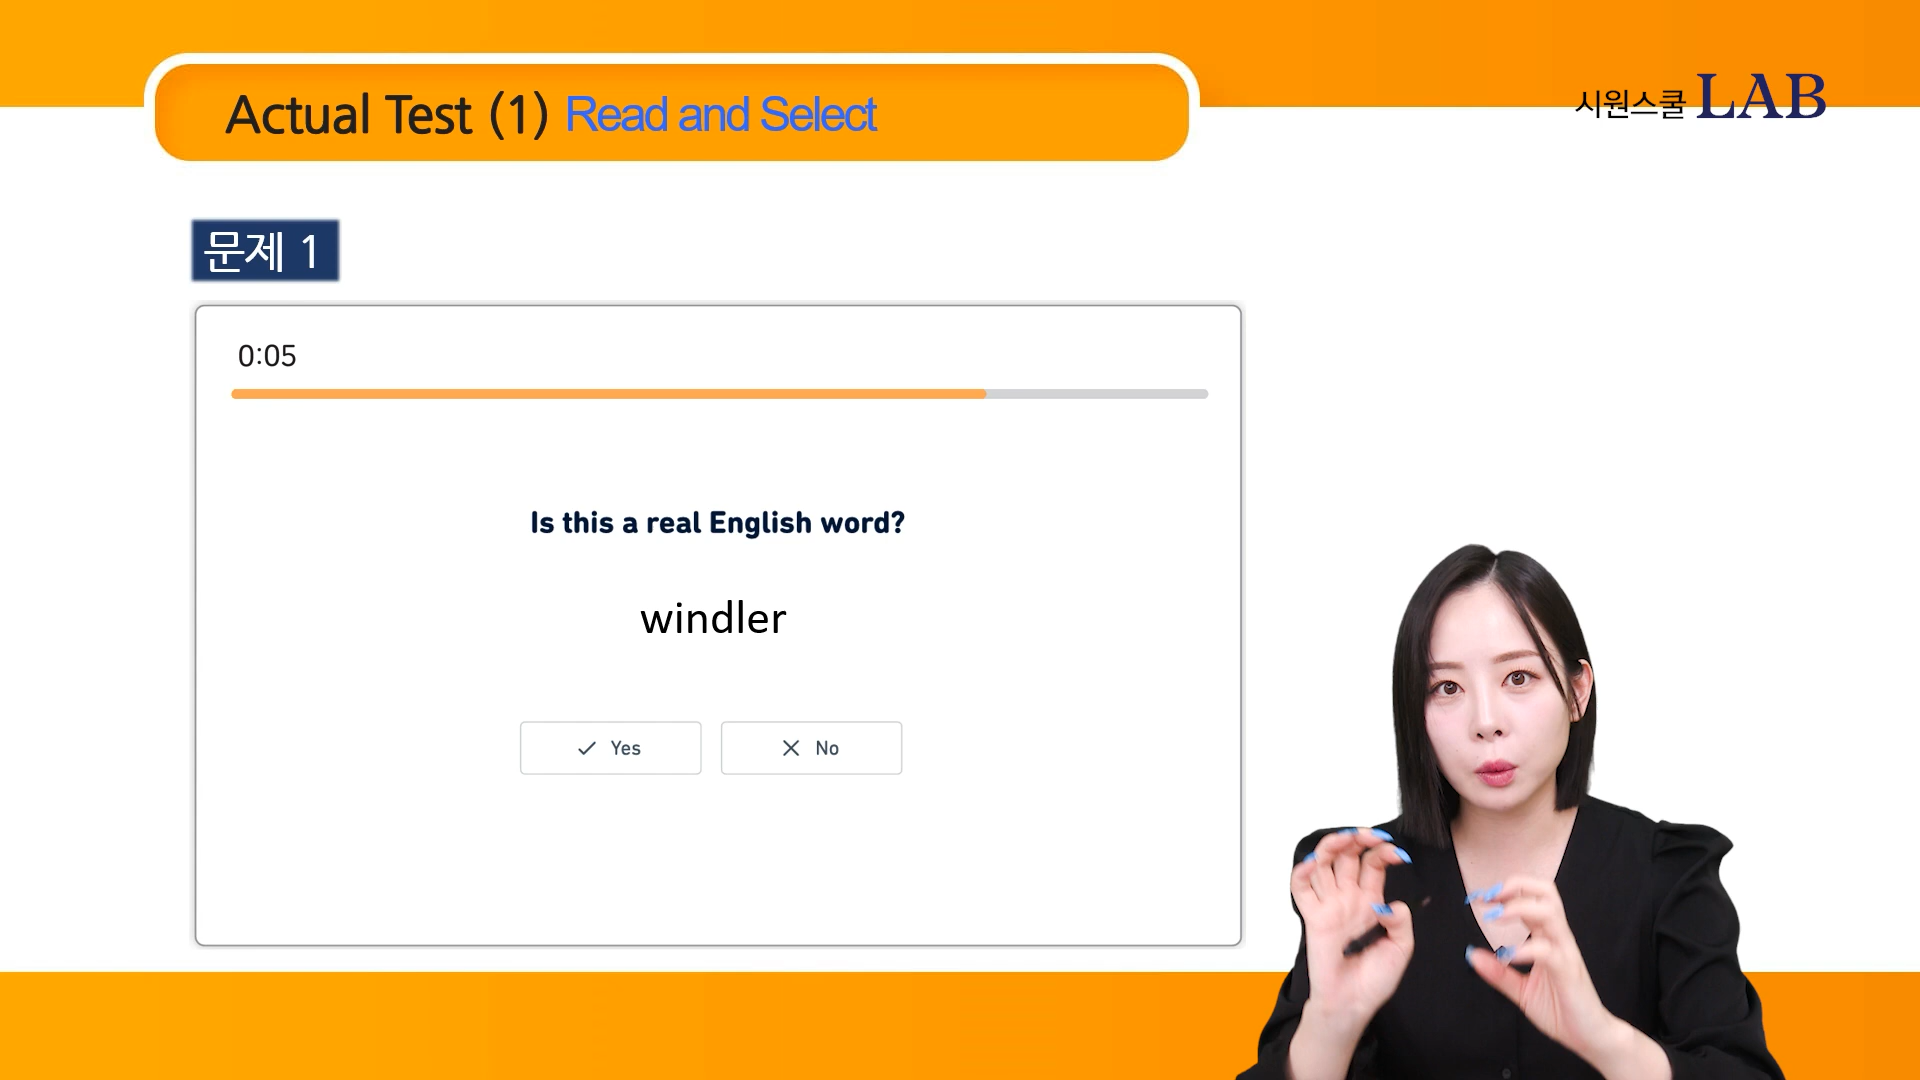 Actual Test (1) Read and Select
시원스쿨 LAB
문제 1
0:05
Is this a real English word?
windler
Yes
No